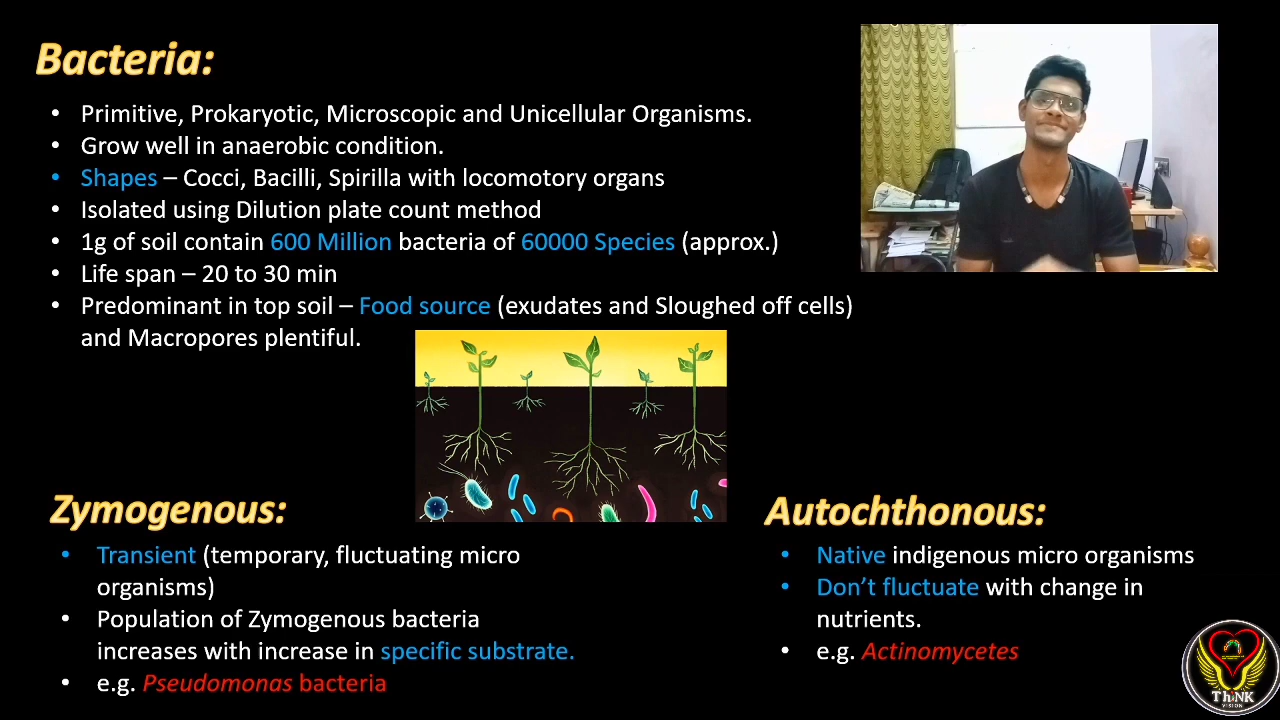 Bacteria:
• Primitive, Prokaryotic, Microscopic and Unicellular Organisms.
• Grow well in anaerobic condition.
• Shapes – Cocci, Bacilli, Spirilla with locomotory organs
• Isolated using Dilution plate count method
• 1g of soil contain 600 Million bacteria of 60000 Species (approx.)
• Life span – 20 to 30 min
• Predominant in top soil – Food source (exudates and Sloughed off cells)
and Macropores plentiful.
Zymogenous:
• Transient (temporary, fluctuating micro
organisms)
• Population of Zymogenous bacteria
increases with increase in specific substrate.
• e.g. Pseudomonas bacteria
Autochthonous:
• Native indigenous micro organisms
• Don’t fluctuate with change in
nutrients.
• e.g. Actinomycetes
ThiNK
VISION